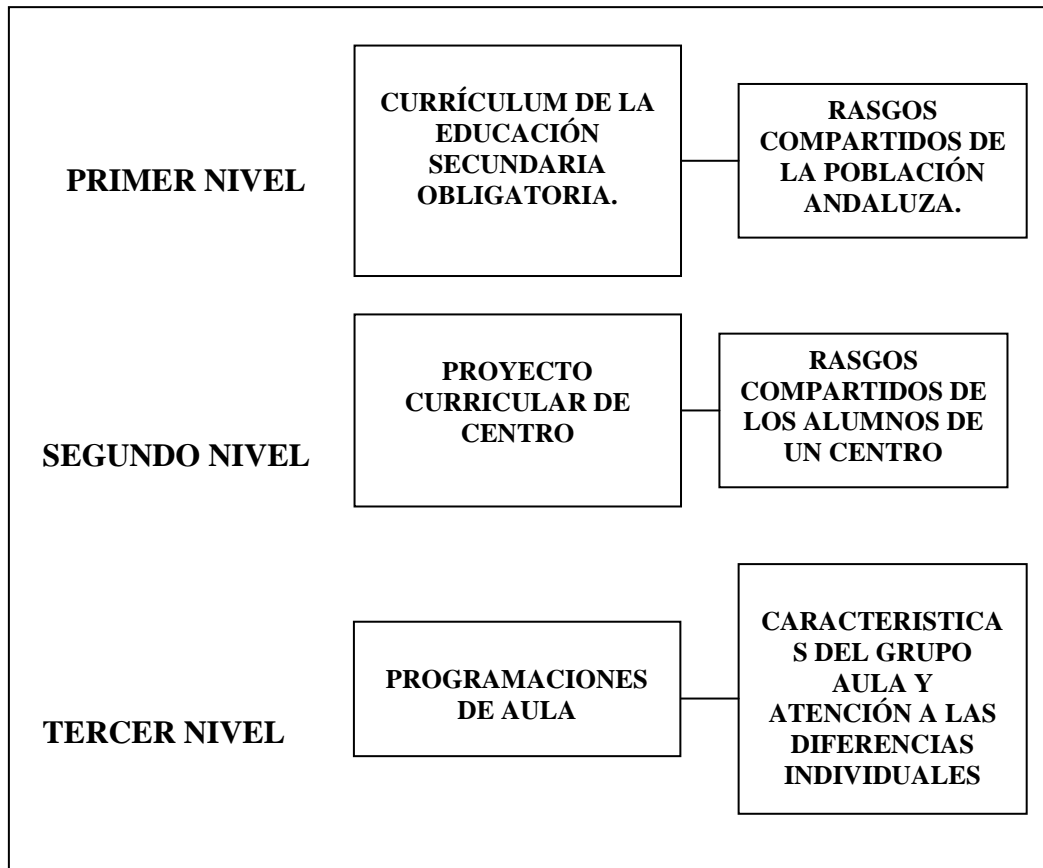 PRIMER NIVEL
CURRÍCULUM DE LA
EDUCACIÓN
SECUNDARIA
OBLIGATORIA.
RASGOS
COMPARTIDOS DE
LA POBLACIÓN
ANDALUZA.
SEGUNDO NIVEL
PROYECTO
CURRICULAR DE
CENTRO
RASGOS
COMPARTIDOS DE
LOS ALUMNOS DE
UN CENTRO
TERCER NIVEL
PROGRAMACIONES
DE AULA
CARACTERISTICA
S DEL GRUPO
AULA Y
ATENCIÓN A LAS
DIFERENCIAS
INDIVIDUALES